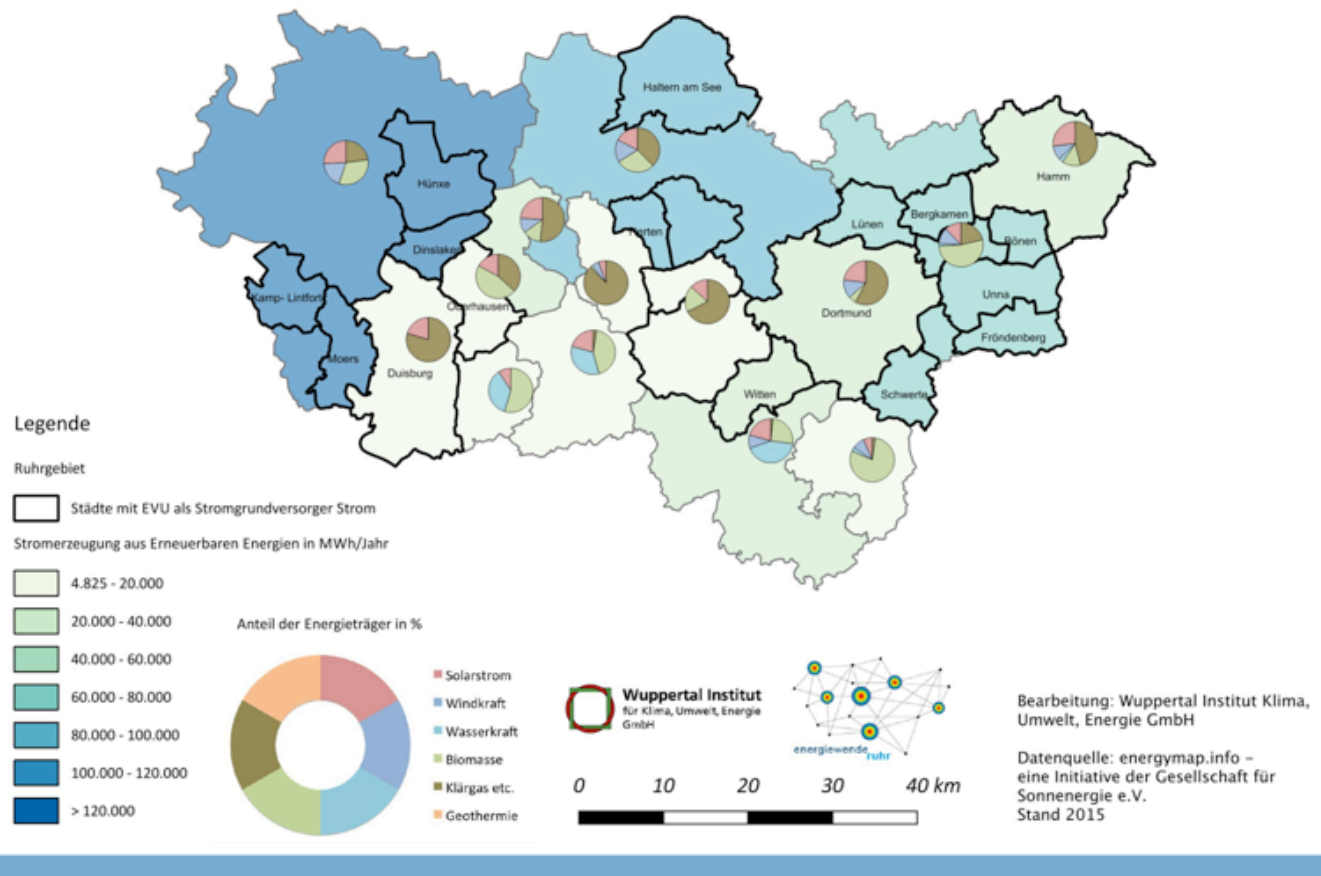 Haltern am See
Hamm
Hünxe
Bergkamen
Lünen
Herten
Bönen
Dinslaken
Unna
Kamp- Lintfort
Oberhausen
Dortmund
Fröndenberg
Moers
Duisburg
Witten
Schwerte
Legende
Ruhrgebiet
Städte mit EVU als Stromgrundversorger Strom
Stromerzeugung aus Erneuerbaren Energien in MWh/Jahr
4.825 - 20.000
20.000 - 40.000
40.000 - 60.000
60.000 - 80.000
80.000 - 100.000
100.000 - 120.000
> 120.000
Anteil der Energieträger in %
Solarstrom
Windkraft
Wasserkraft
Biomasse
Klärgas etc.
Geothermie
Wuppertal Institut
für Klima, Umwelt, Energie
GmbH
energiewende
ruhr
0 10 20 30 40 km
Bearbeitung: Wuppertal Institut Klima,
Umwelt, Energie GmbH
Datenquelle: energymap.info –
eine Initiative der Gesellschaft für
Sonnenergie e.V.
Stand 2015